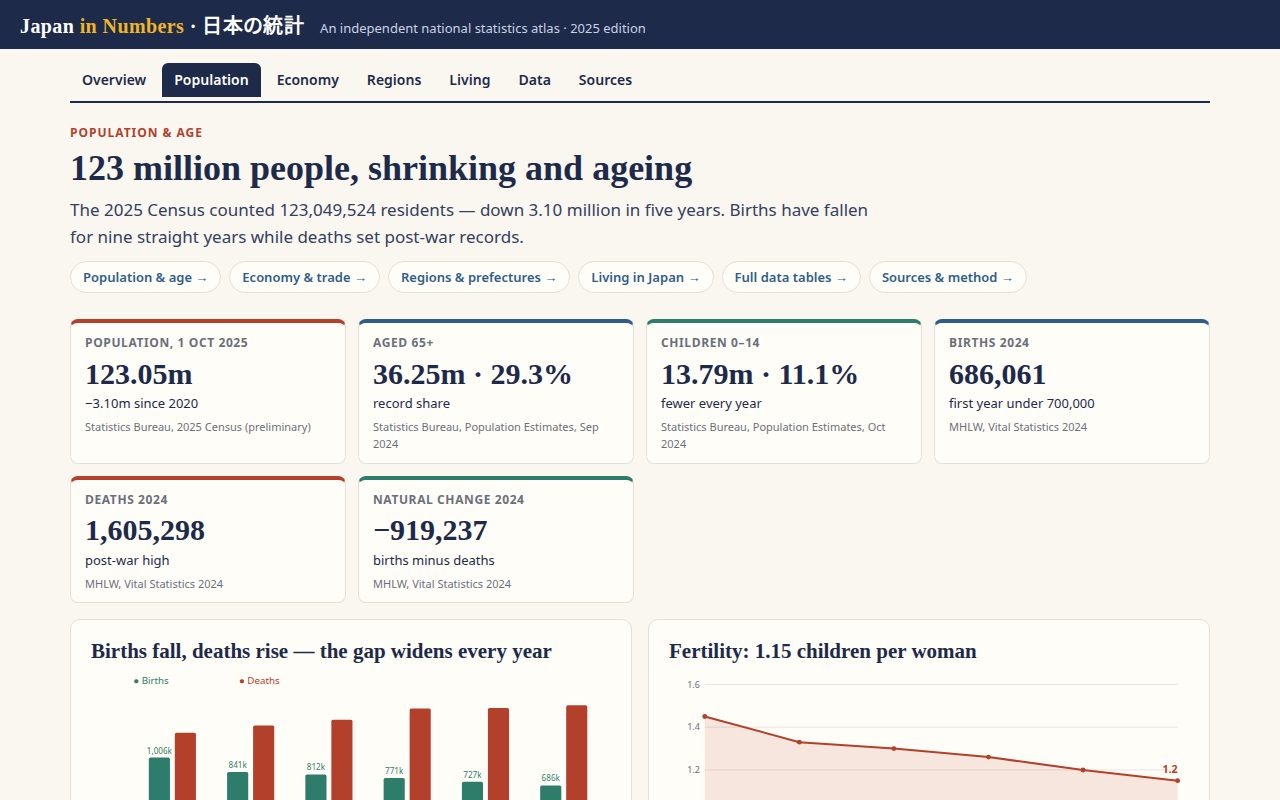 Japan in Numbers · 日本の統計 An independent national statistics atlas · 2025 edition
Overview Population Economy Regions Living Data Sources
POPULATION & AGE
123 million people, shrinking and ageing
The 2025 Census counted 123,049,524 residents — down 3.10 million in five years. Births have fallen
for nine straight years while deaths set post-war records.
Population & age → Economy & trade → Regions & prefectures → Living in Japan → Full data tables → Sources & method →
POPULATION, 1 OCT 2025
123.05m
−3.10m since 2020
Statistics Bureau, 2025 Census (preliminary)
AGED 65+
36.25m · 29.3%
record share
Statistics Bureau, Population Estimates, Sep
2024
CHILDREN 0–14
13.79m · 11.1%
fewer every year
Statistics Bureau, Population Estimates, Oct
2024
BIRTHS 2024
686,061
first year under 700,000
MHLW, Vital Statistics 2024
DEATHS 2024
1,605,298
post-war high
MHLW, Vital Statistics 2024
NATURAL CHANGE 2024
−919,237
births minus deaths
MHLW, Vital Statistics 2024
Births fall, deaths rise — the gap widens every year
● Births ● Deaths
1,006k
841k
812k
771k
727k
686k
Fertility: 1.15 children per woman
1.6
1.4
1.2
1.2